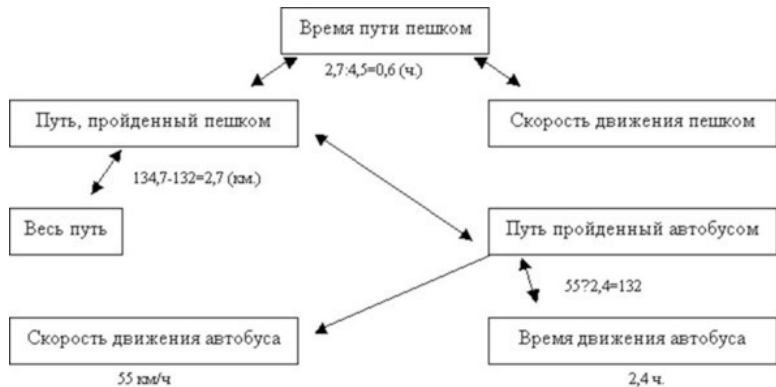 Время пути пешком
2,7:4,5=0,6 (ч.)
Путь, пройденный пешком
Скорость движения пешком
134,7-132=2,7 (км.)
Весь путь
Путь пройденный автобусом
55?2,4=132
Скорость движения автобуса
Время движения автобуса
55 км/ч
2,4 ч.